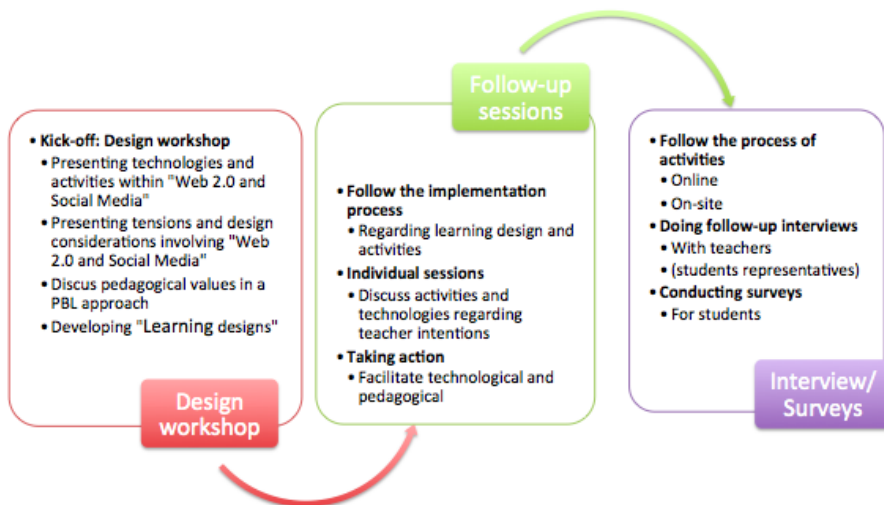 • Kick-off: Design workshop
• Presenting technologies and
activities within "Web 2.0 and
Social Media"
• Presenting tensions and design
considerations involving "Web
2.0 and Social Media"
• Discus pedagogical values in a
PBL approach
• Developing "Learning designs"
Design
workshop
Follow-up
sessions
• Follow the implementation
process
• Regarding learning design and
activities
• Individual sessions
• Discuss activities and
technologies regarding
teacher intentions
• Taking action
• Facilitate technological and
pedagogical
• Follow the process of
activities
• Online
• On-site
• Doing follow-up interviews
• With teachers
• (students representatives)
• Conducting surveys
• For students
Interview/
Surveys